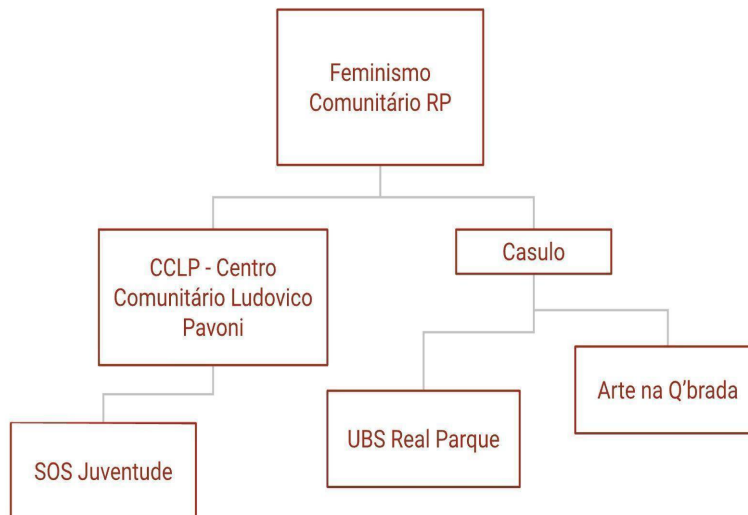 Feminismo
Comunitário RP
CCLP - Centro
Comunitário Ludovico
Pavoni
Casulo
SOS Juventude
UBS Real Parque
Arte na Q'brada